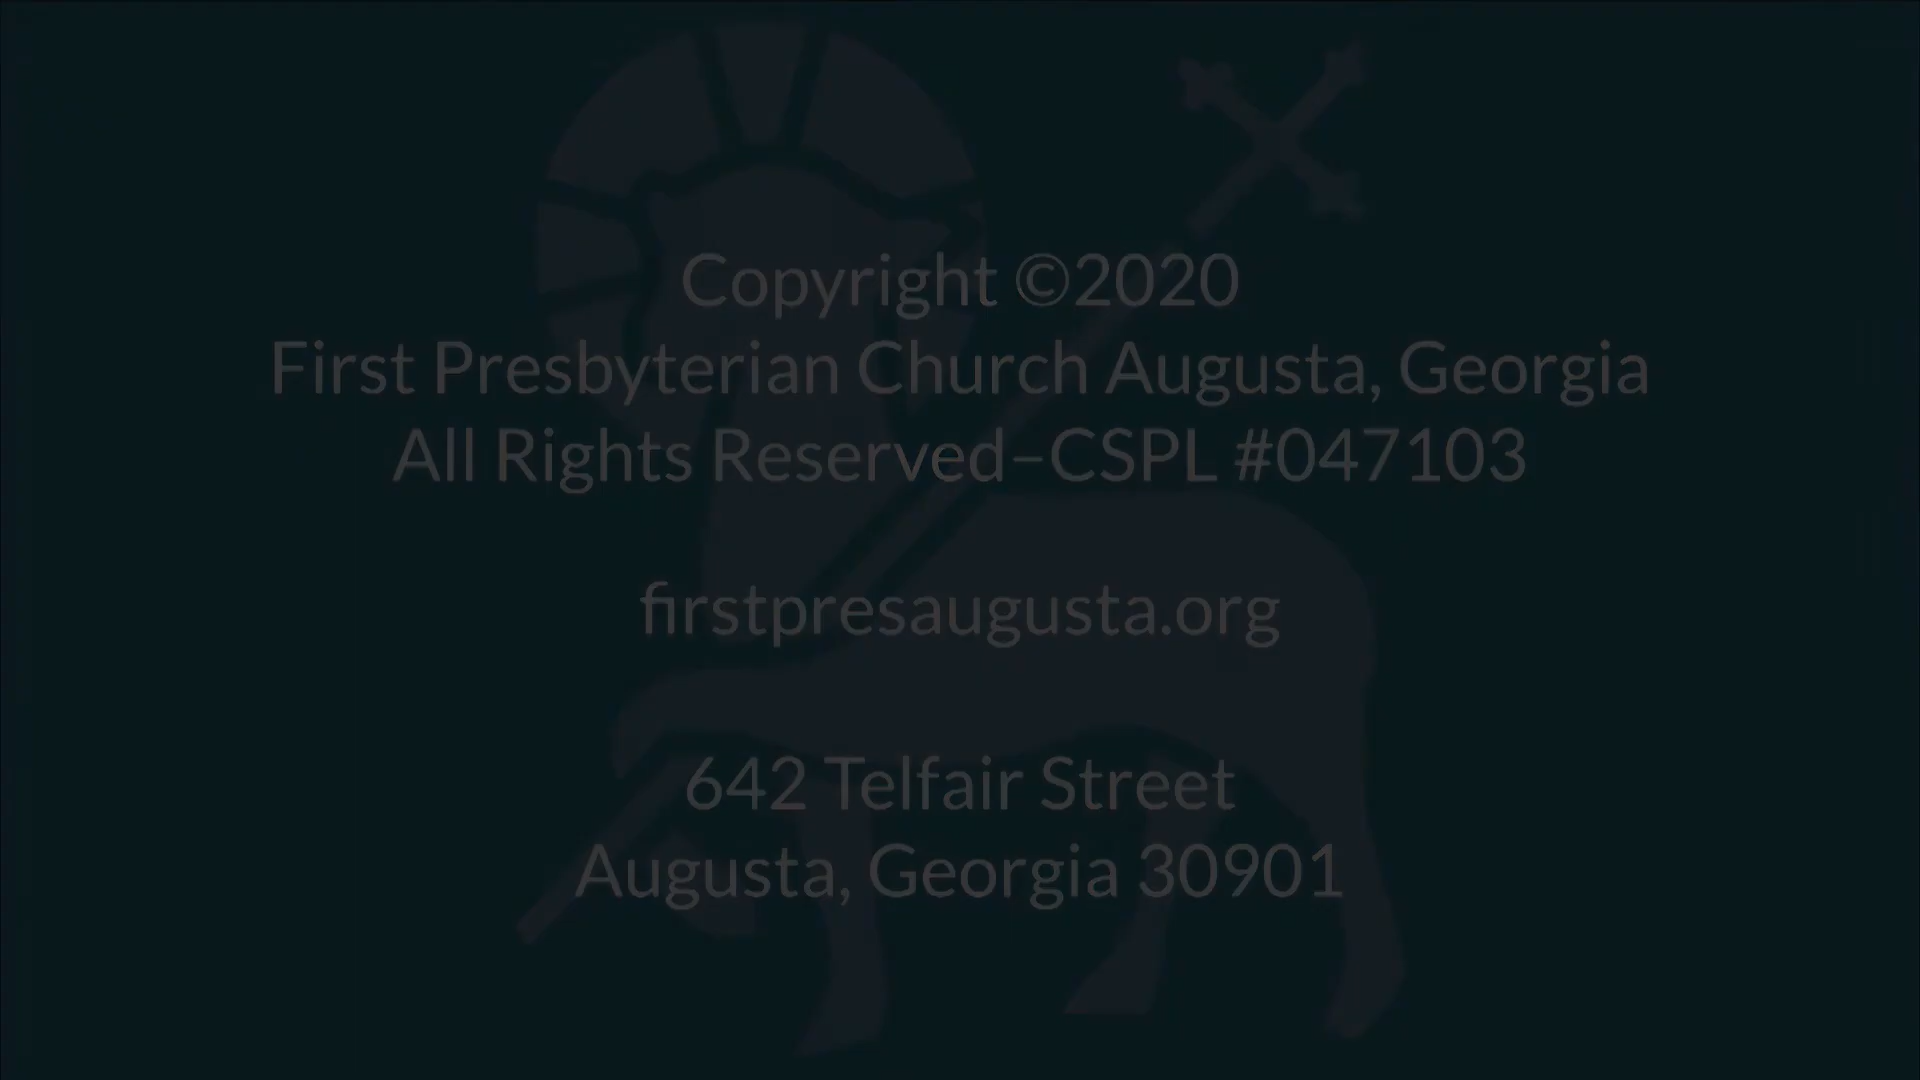 Copyright ©2020
First Presbyterian Church Augusta, Georgia
All Rights Reserved–CSPL #047103
firstpresaugusta.org
642 Telfair Street
Augusta, Georgia 30901